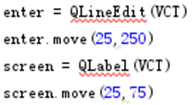 enter = QLineEdit(VCT)
enter.move(25,250)
screen = QLabel(VCT)
screen.move(25,75)